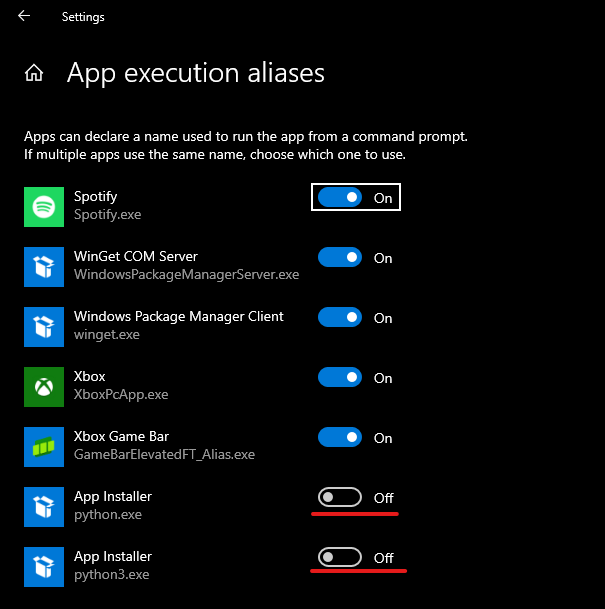 Settings
App execution aliases
Apps can declare a name used to run the app from a command prompt.
If multiple apps use the same name, choose which one to use.
Spotify
Spotify.exe
On
WinGet COM Server
WindowsPackageManagerServer.exe
On
Windows Package Manager Client
winget.exe
On
Xbox
XboxPcApp.exe
On
Xbox Game Bar
GameBarElevatedFT_Alias.exe
On
App Installer
python.exe
Off
App Installer
python3.exe
Off